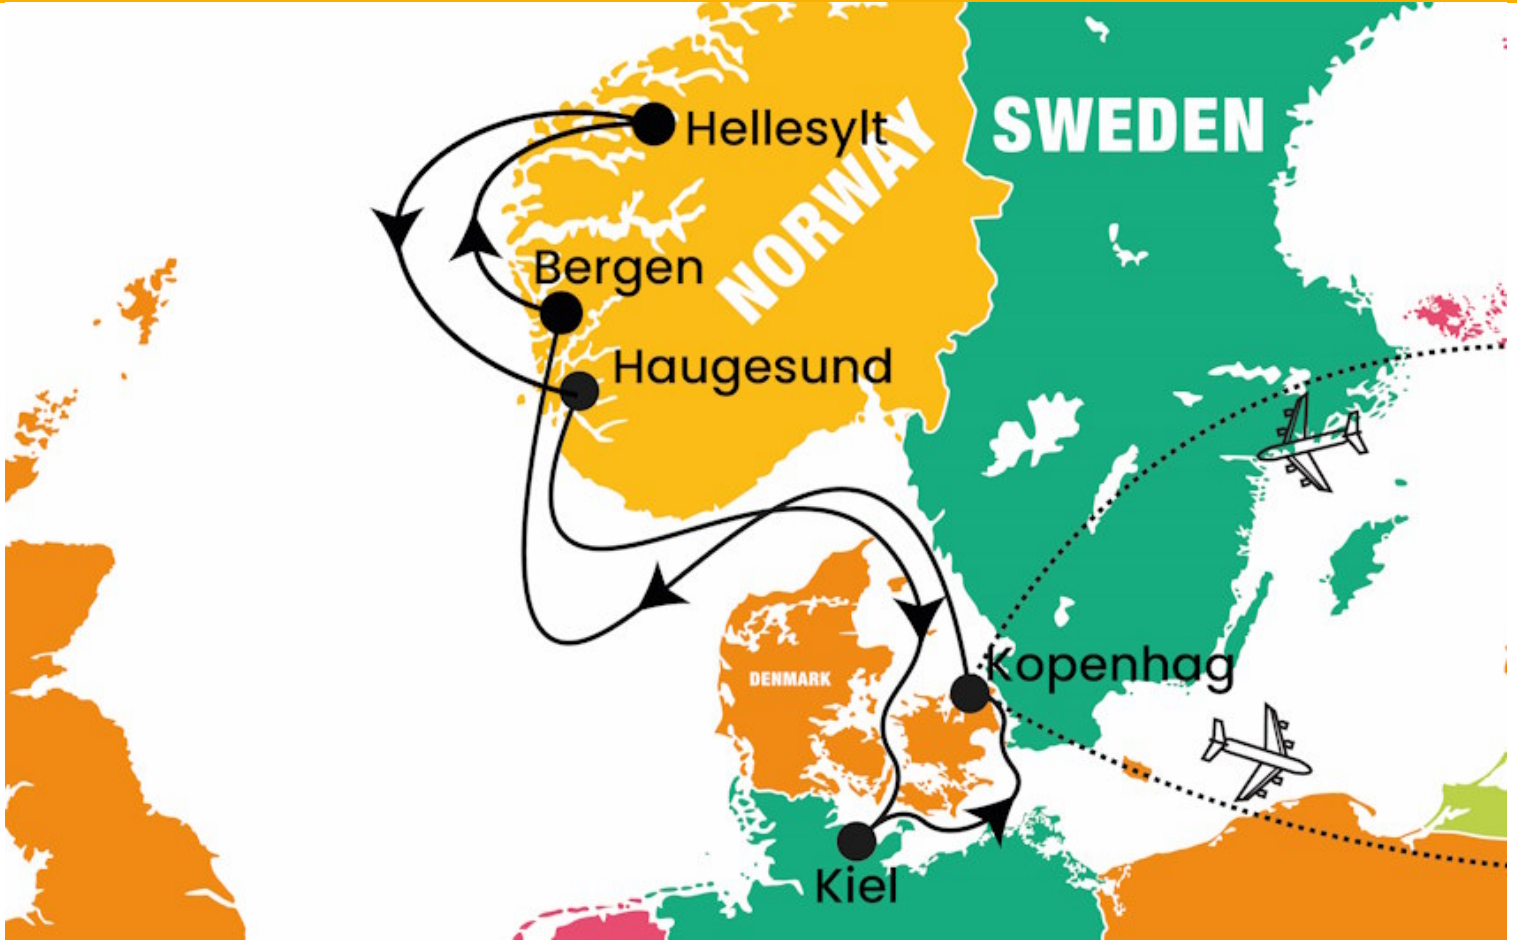 Hellesylt
SWEDEN
NORWAY
Bergen
Haugesund
Kopenhag
DENMARK
Kiel